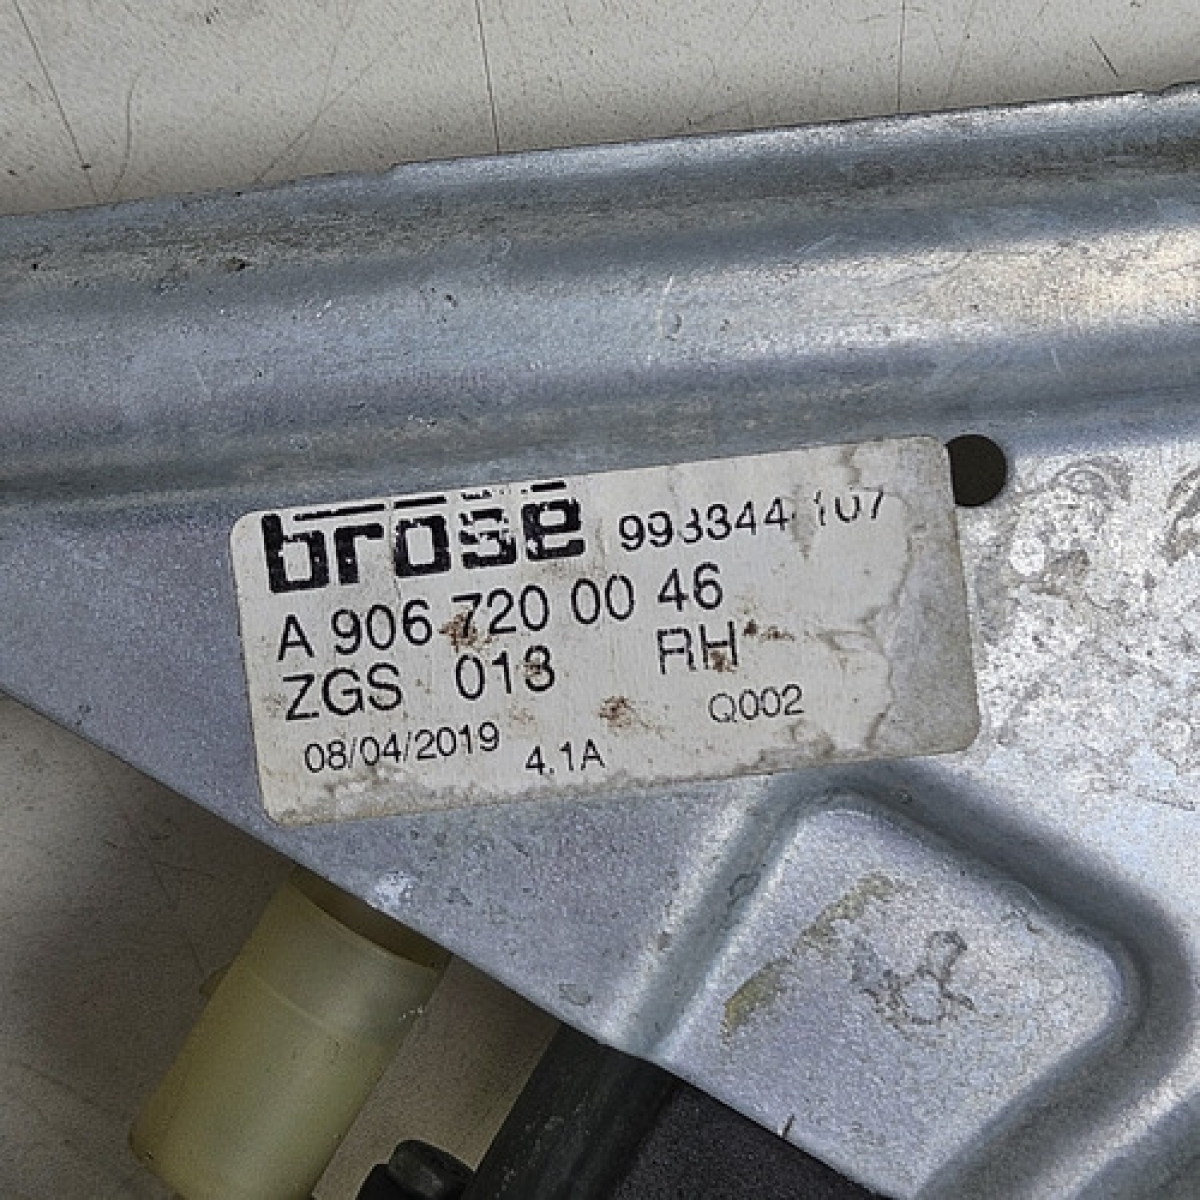 brose 993344 107
A 906 720 00 46
ZGS 013 RH
08/04/2019 4.1A Q002